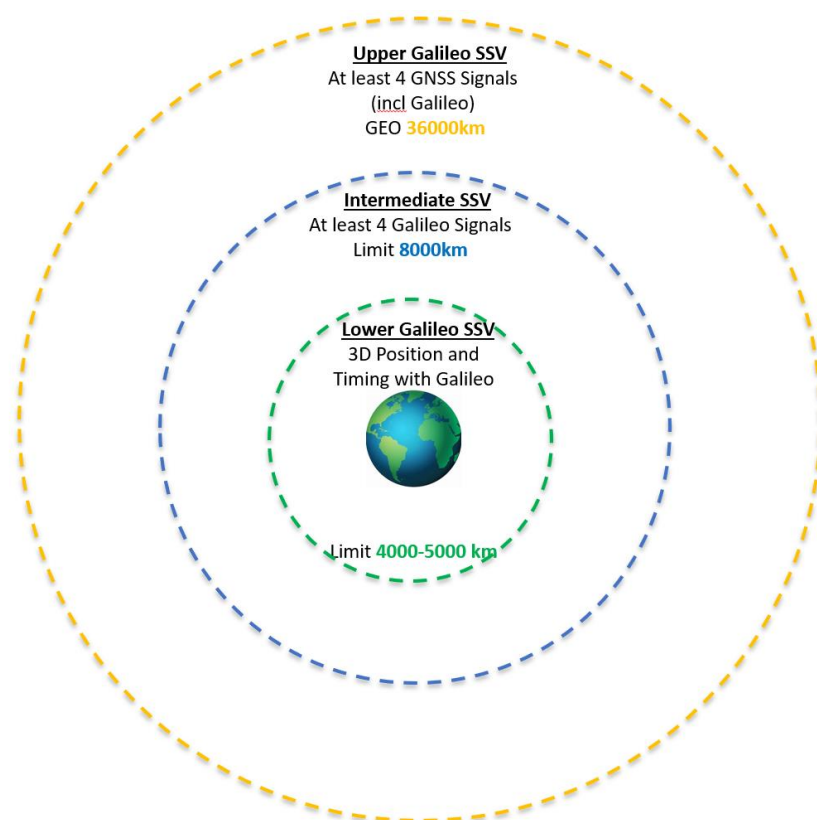 Upper Galileo SSV
At least 4 GNSS Signals
(incl Galileo)
GEO 36000km
Intermediate SSV
At least 4 Galileo Signals
Limit 8000km
Lower Galileo SSV
3D Position and
Timing with Galileo
Limit 4000-5000 km